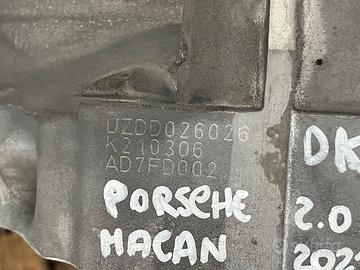 UZDD026026
K210306
AD7FD002
PORSCHE
MACAN
DK
2.0
202